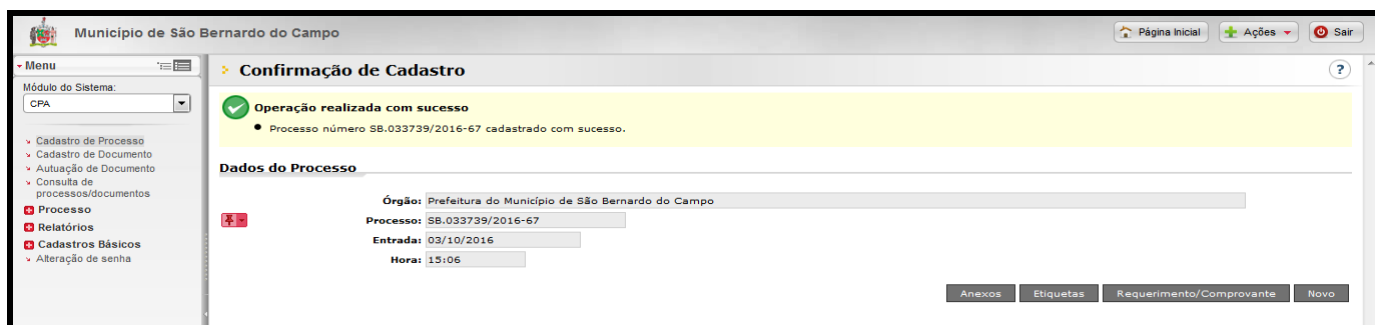 Município de São Bernardo do Campo
Página Inicial
Ações
Sair
Menu
Módulo do Sistema:
CPA
Cadastro de Processo
Cadastro de Documento
Autuação de Documento
Consulta de
processos/documentos
Processo
Relatórios
Cadastros Básicos
Alteração de senha
Confirmação de Cadastro
?
Operação realizada com sucesso
Processo número SB.033739/2016-67 cadastrado com sucesso.
Dados do Processo
Órgão: Prefeitura do Município de São Bernardo do Campo
Processo: SB.033739/2016-67
Entrada: 03/10/2016
Hora: 15:06
Anexos Etiquetas Requerimento/Comprovante Novo